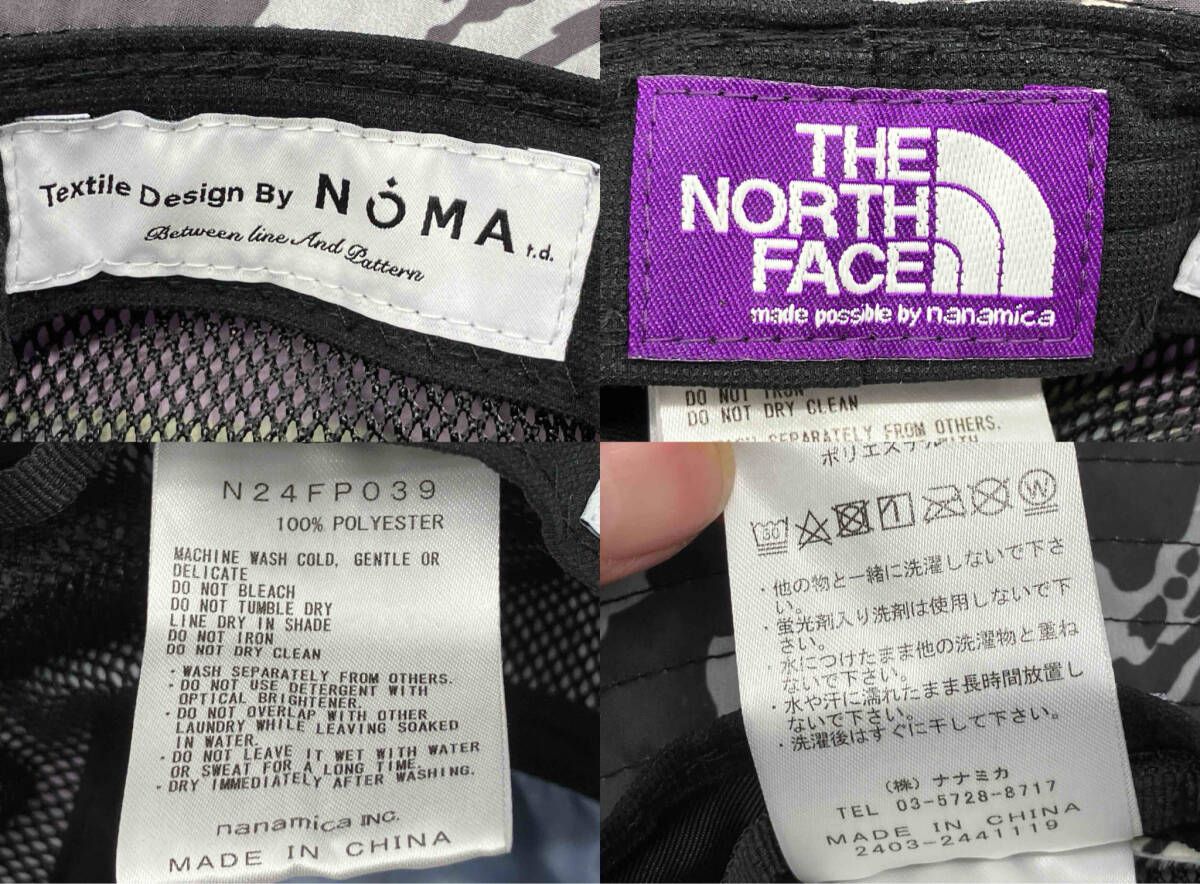 Textile Design By NOMA t.d.
Between line And Pattern
THE
NORTH
FACE
made possible by nanamica
DO NOT IRON
DO NOT DRY CLEAN
SEPARATELY FROM OTHERS.
N24FP039
100% POLYESTER
MACHINE WASH COLD, GENTLE OR
DELICATE
DO NOT BLEACH
DO NOT TUMBLE DRY
LINE DRY IN SHADE
DO NOT IRON
DO NOT DRY CLEAN
・WASH SEPARATELY FROM OTHERS.
・DO NOT USE DETERGENT WITH
OPTICAL BRIGHTENER.
・DO NOT OVERLAP WITH OTHER
LAUNDRY WHILE LEAVING SOAKED
IN WATER.
・DO NOT LEAVE IT WET WITH WATER
OR SWEAT FOR A LONG TIME.
・DRY IMMEDIATELY AFTER WASHING.
nanamica INC.
MADE IN CHINA
30 W
・他の物と一緒に洗濯しないで下さ
い。
・蛍光剤入り洗剤は使用しないで下
さい。
・水につけたまま他の洗濯物と重ね
ないで下さい。
・水や汗に濡れたまま長時間放置し
ないで下さい。
・洗濯後はすぐに干して下さい。
(株) ナナミカ
TEL 03-5728-8717
MADE IN CHINA
2403-2441119